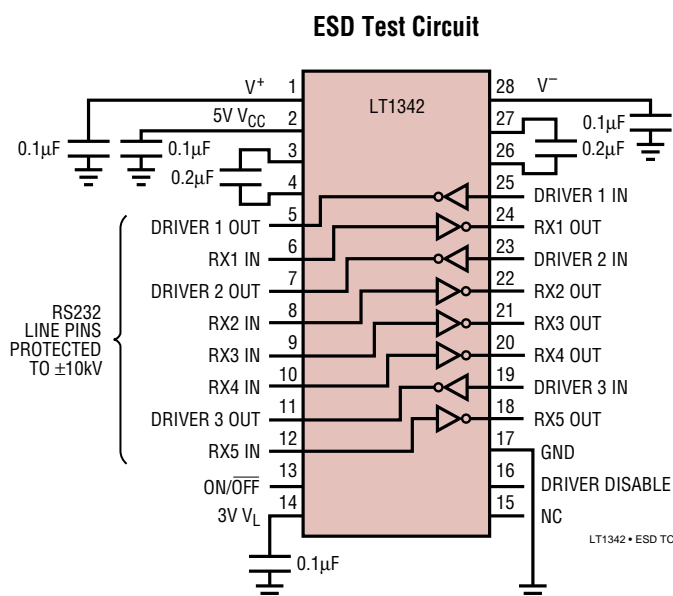 ESD Test Circuit
LT1342
V+ 1
5V VCC 2
3
4
DRIVER 1 OUT 5
RX1 IN 6
DRIVER 2 OUT 7
RX2 IN 8
RX3 IN 9
RX4 IN 10
DRIVER 3 OUT 11
RX5 IN 12
ON/OFF 13
3V VL 14
0.1µF
0.1µF
0.2µF
0.1µF
RS232
LINE PINS
PROTECTED
TO ±10kV
28 V–
27
26
25 DRIVER 1 IN
24 RX1 OUT
23 DRIVER 2 IN
22 RX2 OUT
21 RX3 OUT
20 RX4 OUT
19 DRIVER 3 IN
18 RX5 OUT
17 GND
16 DRIVER DISABLE
15 NC
0.1µF
0.2µF
LT1342 • ESD TC